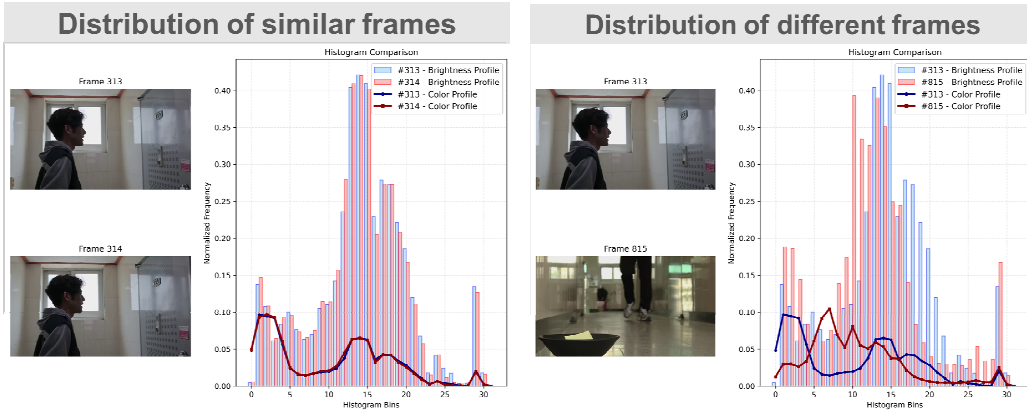 Distribution of similar frames
Frame 313
Frame 314
Histogram Comparison
#313 - Brightness Profile
#314 - Brightness Profile
#313 - Color Profile
#314 - Color Profile
Normalized Frequency
0.40
0.35
0.30
0.25
0.20
0.15
0.10
0.05
0.00
0 5 10 15 20 25 30
Histogram Bins
Distribution of different frames
Frame 313
Frame 815
Histogram Comparison
#313 - Brightness Profile
#815 - Brightness Profile
#313 - Color Profile
#815 - Color Profile
Normalized Frequency
0.40
0.35
0.30
0.25
0.20
0.15
0.10
0.05
0.00
0 5 10 15 20 25 30
Histogram Bins